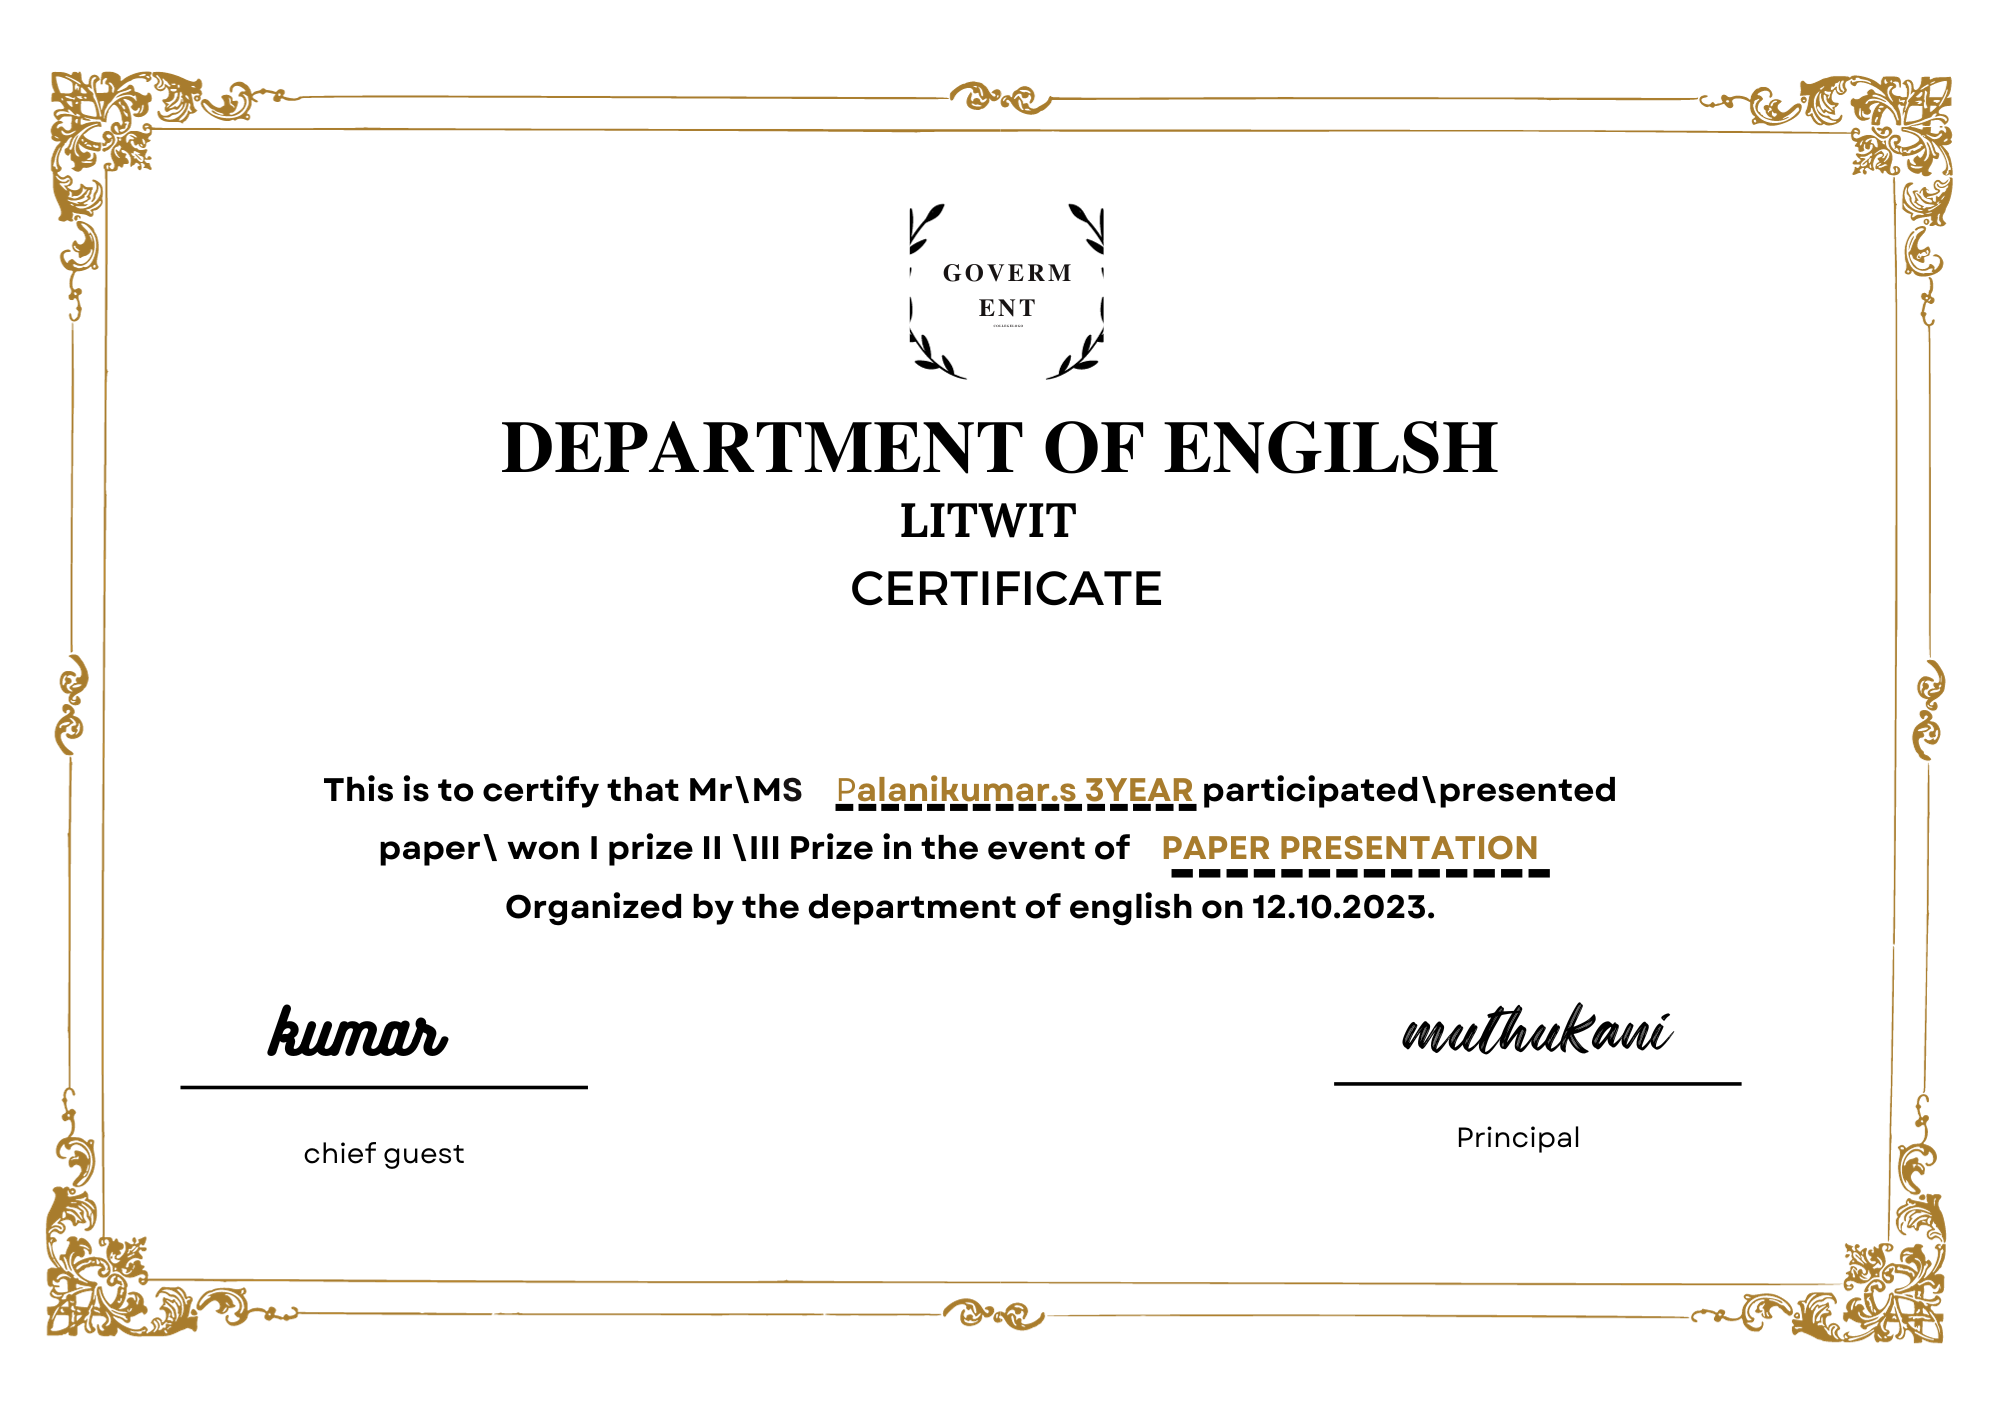 GOVERM
ENT
DEPARTMENT OF ENGILSH
LITWIT
CERTIFICATE
This is to certify that Mr\MS Palanikumar.s 3YEAR participated\presented
paper\ won I prize II \III Prize in the event of PAPER PRESENTATION
Organized by the department of english on 12.10.2023.
kumar
muthukani
chief guest
Principal